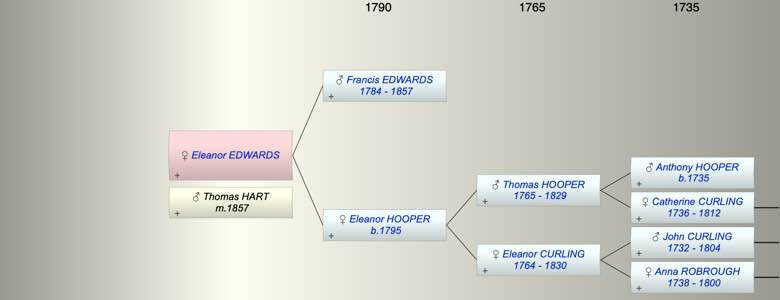 1790 1765 1735
♂ Francis EDWARDS
1784 - 1857
+
♀ Eleanor EDWARDS
+
♂ Thomas HART
m.1857
+
♀ Eleanor HOOPER
b.1795
+
♂ Thomas HOOPER
1765 - 1829
+
♀ Eleanor CURLING
1764 - 1830
+
♂ Anthony HOOPER
b.1735
+
♀ Catherine CURLING
1736 - 1812
+
♂ John CURLING
1732 - 1804
+
♀ Anna ROBROUGH
1738 - 1800
+